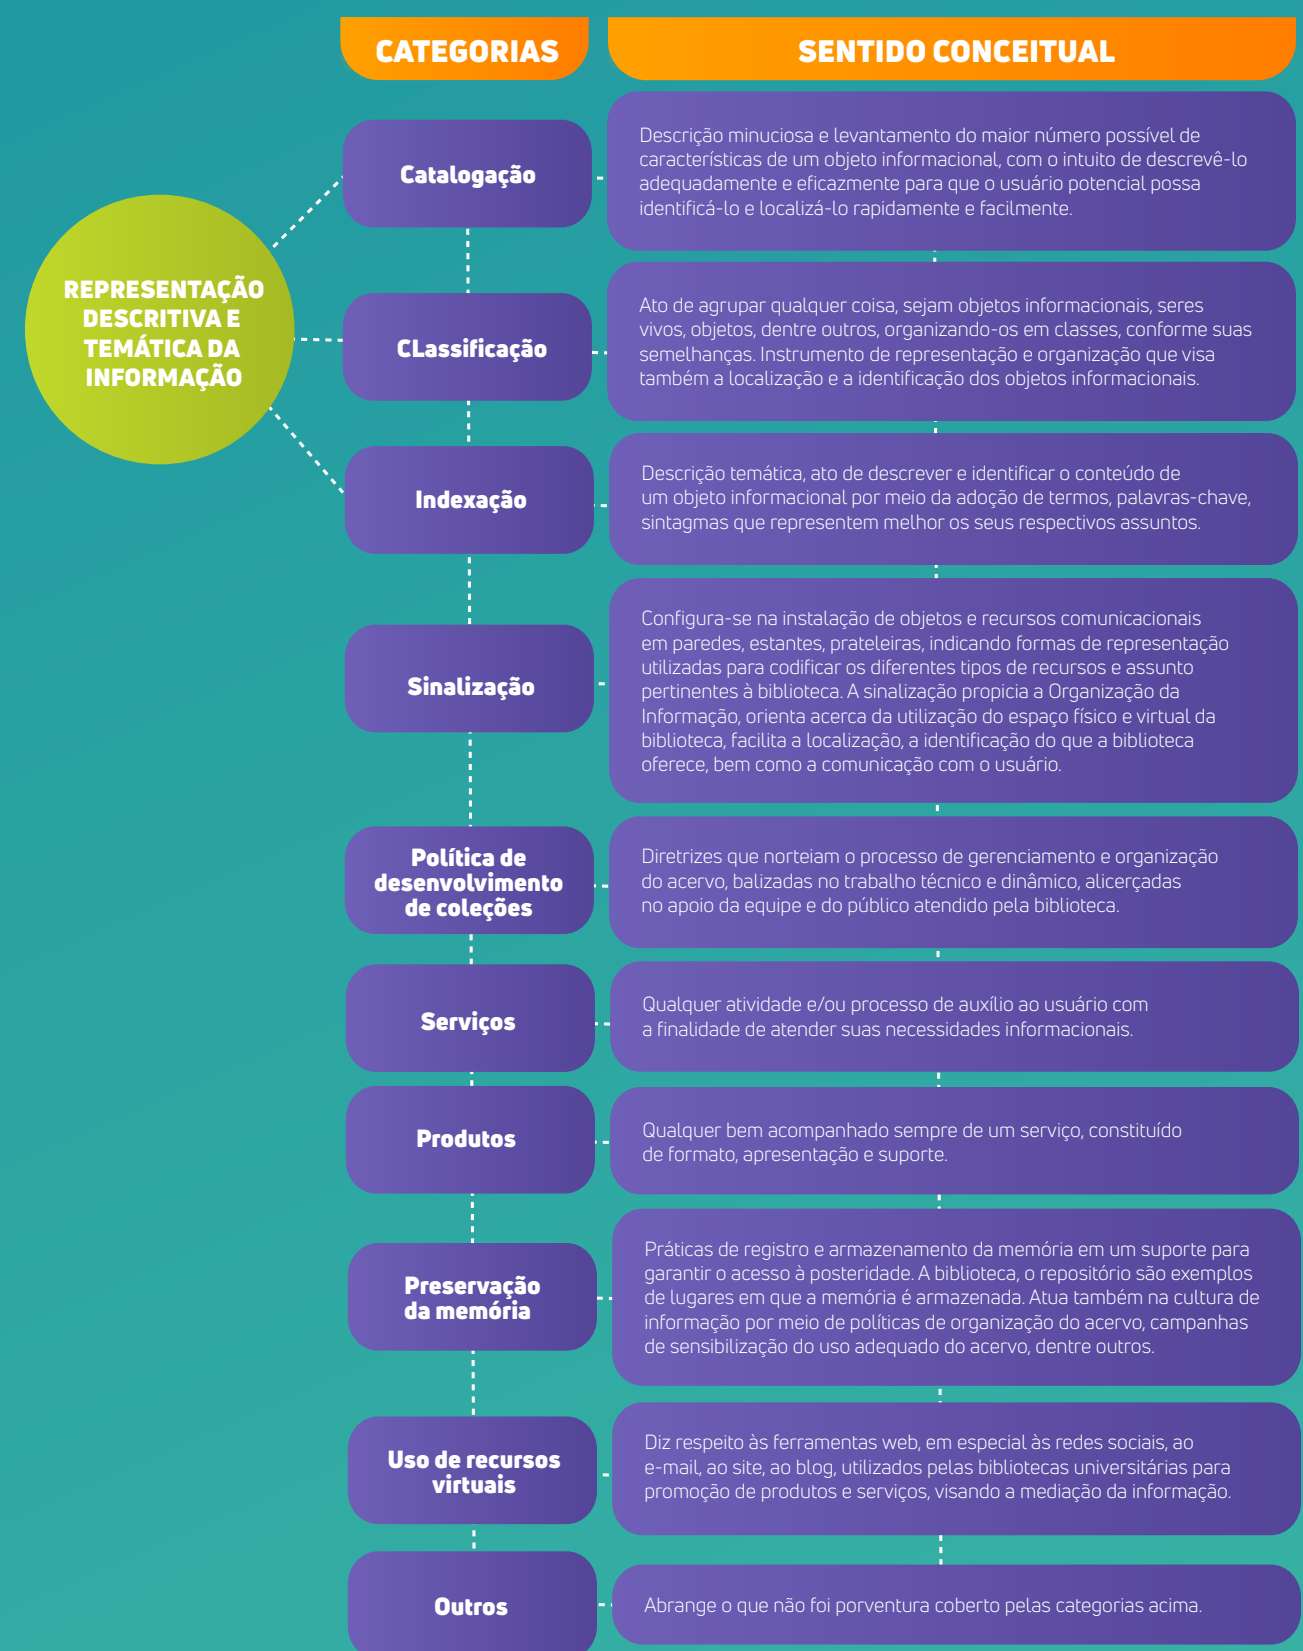 CATEGORIAS
SENTIDO CONCEITUAL
REPRESENTAÇÃO
DESCRITIVA E
TEMÁTICA DA
INFORMAÇÃO
Catalogação
Descrição minuciosa e levantamento do maior número possível de
características de um objeto informacional, com o intuito de descrevê-lo
adequadamente e eficazmente para que o usuário potencial possa
identificá-lo e localizá-lo rapidamente e facilmente.
CLassificação
Ato de agrupar qualquer coisa, sejam objetos informacionais, seres
vivos, objetos, dentre outros, organizando-os em classes, conforme suas
semelhanças. Instrumento de representação e organização que visa
também a localização e a identificação dos objetos informacionais.
Indexação
Descrição temática, ato de descrever e identificar o conteúdo de
um objeto informacional por meio da adoção de termos, palavras-chave,
sintagmas que representem melhor os seus respectivos assuntos.
Sinalização
Configura-se na instalação de objetos e recursos comunicacionais
em paredes, estantes, prateleiras, indicando formas de representação
utilizadas para codificar os diferentes tipos de recursos e assunto
pertinentes à biblioteca. A sinalização propicia a Organização da
Informação, orienta acerca da utilização do espaço físico e virtual da
biblioteca, facilita a localização, a identificação do que a biblioteca
oferece, bem como a comunicação com o usuário.
Política de
desenvolvimento
de coleções
Diretrizes que norteiam o processo de gerenciamento e organização
do acervo, balizadas no trabalho técnico e dinâmico, alicerçadas
no apoio da equipe e do público atendido pela biblioteca.
Serviços
Qualquer atividade e/ou processo de auxílio ao usuário com
a finalidade de atender suas necessidades informacionais.
Produtos
Qualquer bem acompanhado sempre de um serviço, constituído
de formato, apresentação e suporte.
Preservação
da memória
Práticas de registro e armazenamento da memória em um suporte para
garantir o acesso à posteridade. A biblioteca, o repositório são exemplos
de lugares em que a memória é armazenada. Atua também na cultura de
informação por meio de políticas de organização do acervo, campanhas
de sensibilização do uso adequado do acervo, dentre outros.
Uso de recursos
virtuais
Diz respeito às ferramentas web, em especial às redes sociais, ao
e-mail, ao site, ao blog, utilizados pelas bibliotecas universitárias para
promoção de produtos e serviços, visando a mediação da informação.
Outros
Abrange o que não foi porventura coberto pelas categorias acima.